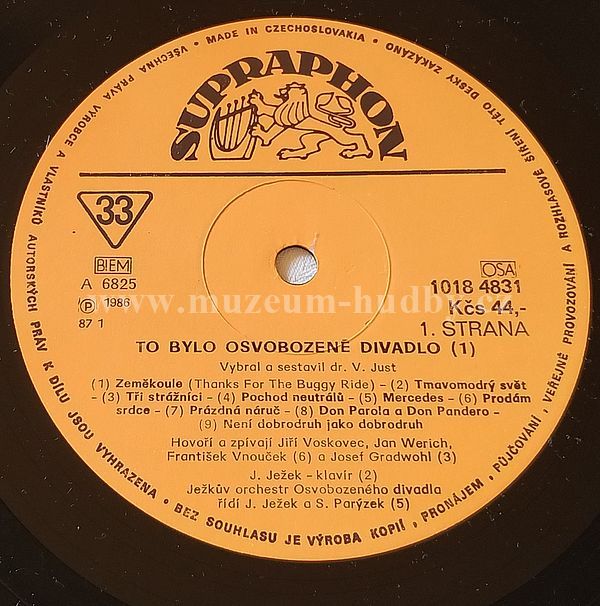 VŠECHNA PRÁVA VÝROBCE A VLASTNÍKŮ AUTORSKÝCH PRÁV K DÍLU JSOU VYHRAZENA • BEZ SOUHLASU JE VÝROBA KOPIÍ, PRONÁJEM, PŮJČOVÁNÍ, VEŘEJNÉ PROVOZOVÁNÍ A ROZHLASOVÉ ŠÍŘENÍ TÉTO DESKY ZAKÁZÁNO • MADE IN CZECHOSLOVAKIA •
SUPRAPHON
33
BIEM
A 6825
Ⓟ 1986
87 1
OSA
1018 4831
Kčs 44,-
1. STRANA
www.muzeum-hudby.cz
TO BYLO OSVOBOZENÉ DIVADLO (1)
Vybral a sestavil dr. V. Just
(1) Zeměkoule (Thanks For The Buggy Ride) – (2) Tmavomodrý svět
– (3) Tři strážníci – (4) Pochod neutrálů – (5) Mercedes – (6) Prodám
srdce – (7) Prázdná náruč – (8) Don Parola a Don Pandero –
(9) Není dobrodruh jako dobrodruh
Hovoří a zpívají Jiří Voskovec, Jan Werich,
František Vnouček (6) a Josef Gradwohl (3)
J. Ježek – klavír (2)
Ježkův orchestr Osvobozeného divadla
řídí J. Ježek a S. Parýzek (5)